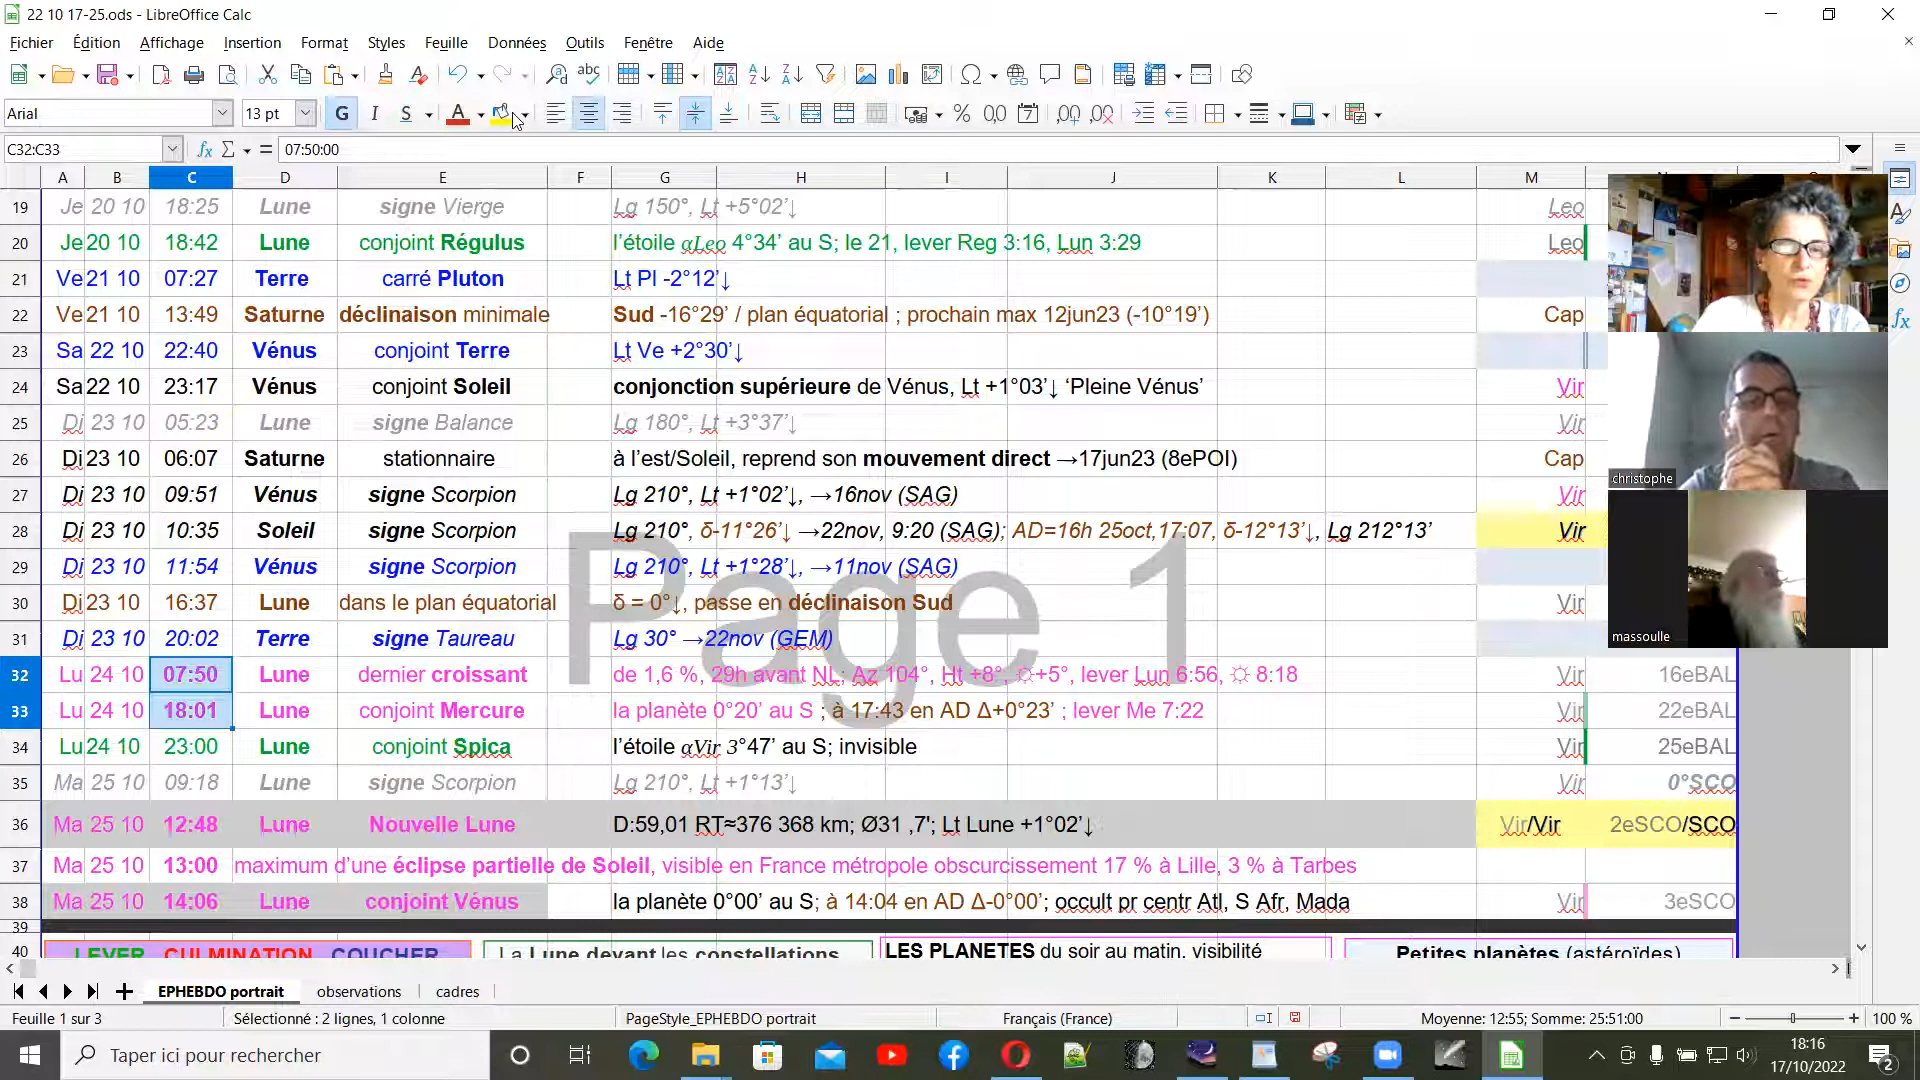 22 10 17-25.ods - LibreOffice Calc
Fichier Édition Affichage Insertion Format Styles Feuille Données Outils Fenêtre Aide
Arial 13 pt G I S A
C32:C33 fx Σ = 07:50:00
A B C D E F G H I J K L M
19 Je 20 10 18:25 Lune signe Vierge Lg 150°, Lt +5°02'↓ Leo
20 Je 20 10 18:42 Lune conjoint Régulus l'étoile αLeo 4°34' au S; le 21, lever Reg 3:16, Lun 3:29 Leo
21 Ve 21 10 07:27 Terre carré Pluton Lt Pl -2°12'↓
22 Ve 21 10 13:49 Saturne déclinaison minimale Sud -16°29' / plan équatorial ; prochain max 12jun23 (-10°19') Cap
23 Sa 22 10 22:40 Vénus conjoint Terre Lt Ve +2°30'↓
24 Sa 22 10 23:17 Vénus conjoint Soleil conjonction supérieure de Vénus, Lt +1°03'↓ 'Pleine Vénus' Vir
25 Di 23 10 05:23 Lune signe Balance Lg 180°, Lt +3°37'↓ Vir
26 Di 23 10 06:07 Saturne stationnaire à l'est/Soleil, reprend son mouvement direct →17jun23 (8ePOI) Cap
27 Di 23 10 09:51 Vénus signe Scorpion Lg 210°, Lt +1°02'↓, →16nov (SAG) Vir
28 Di 23 10 10:35 Soleil signe Scorpion Lg 210°, δ-11°26'↓ →22nov, 9:20 (SAG); AD=16h 25oct,17:07, δ-12°13'↓, Lg 212°13' Vir
29 Di 23 10 11:54 Vénus signe Scorpion Lg 210°, Lt +1°28'↓, →11nov (SAG)
30 Di 23 10 16:37 Lune dans le plan équatorial δ = 0°↓, passe en déclinaison Sud Vir
31 Di 23 10 20:02 Terre signe Taureau Lg 30° →22nov (GEM)
Page 1
32 Lu 24 10 07:50 Lune dernier croissant de 1,6 %, 29h avant NL; Az 104°, Ht +8°, ☼+5°, lever Lun 6:56, ☼ 8:18 Vir 16eBAL
33 Lu 24 10 18:01 Lune conjoint Mercure la planète 0°20' au S ; à 17:43 en AD Δ+0°23' ; lever Me 7:22 Vir 22eBAL
34 Lu 24 10 23:00 Lune conjoint Spica l'étoile αVir 3°47' au S; invisible Vir 25eBAL
35 Ma 25 10 09:18 Lune signe Scorpion Lg 210°, Lt +1°13'↓ Vir 0°SCO
36 Ma 25 10 12:48 Lune Nouvelle Lune D:59,01 RT≈376 368 km; Ø31 ,7'; Lt Lune +1°02'↓ Vir/Vir 2eSCO/SCO
37 Ma 25 10 13:00 maximum d'une éclipse partielle de Soleil, visible en France métropole obscurcissement 17 % à Lille, 3 % à Tarbes
38 Ma 25 10 14:06 Lune conjoint Vénus la planète 0°00' au S; à 14:04 en AD Δ-0°00'; occult pr centr Atl, S Afr, Mada Vir 3eSCO
39
40 LEVER CULMINATION COUCHER La Lune devant les constellations LES PLANETES du soir au matin, visibilité Petites planètes (astéroïdes)
christophe
massoulle
EPHEBDO portrait observations cadres
Feuille 1 sur 3 Sélectionné : 2 lignes, 1 colonne PageStyle_EPHEBDO portrait Français (France) Moyenne: 12:55; Somme: 25:51:00 100 %
Taper ici pour rechercher
18:16
17/10/2022
2